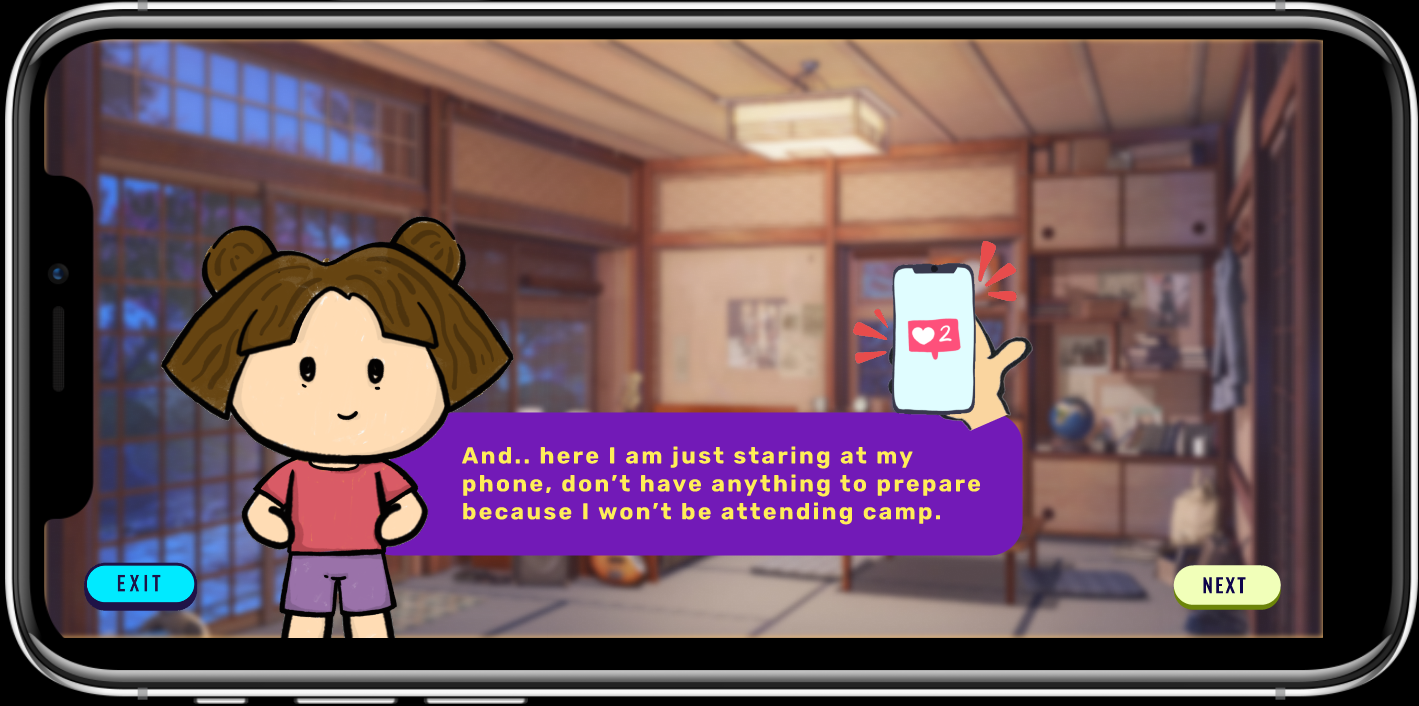 2
And.. here I am just staring at my
phone, don't have anything to prepare
because I won't be attending camp.
EXIT
NEXT